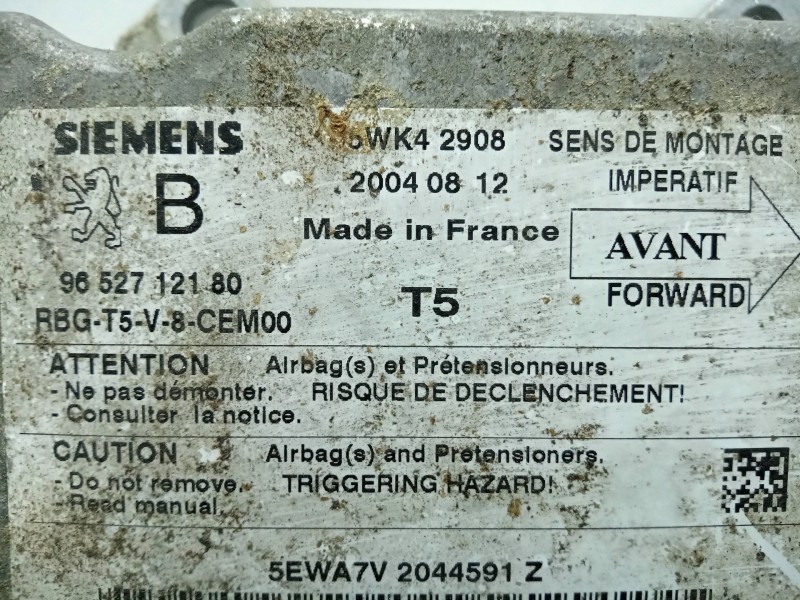 SIEMENS
5WK4 2908
SENS DE MONTAGE
B
2004 08 12
IMPERATIF
Made in France
AVANT
96 527 121 80
T5
FORWARD
RBG-T5-V-8-CEM00
ATTENTION Airbag(s) et Prétensionneurs.
- Ne pas démonter. RISQUE DE DECLENCHEMENT!
- Consulter la notice.
CAUTION Airbag(s) and Pretensioners.
- Do not remove. TRIGGERING HAZARD!
- Read manual.
5EWA7V 2044591 Z